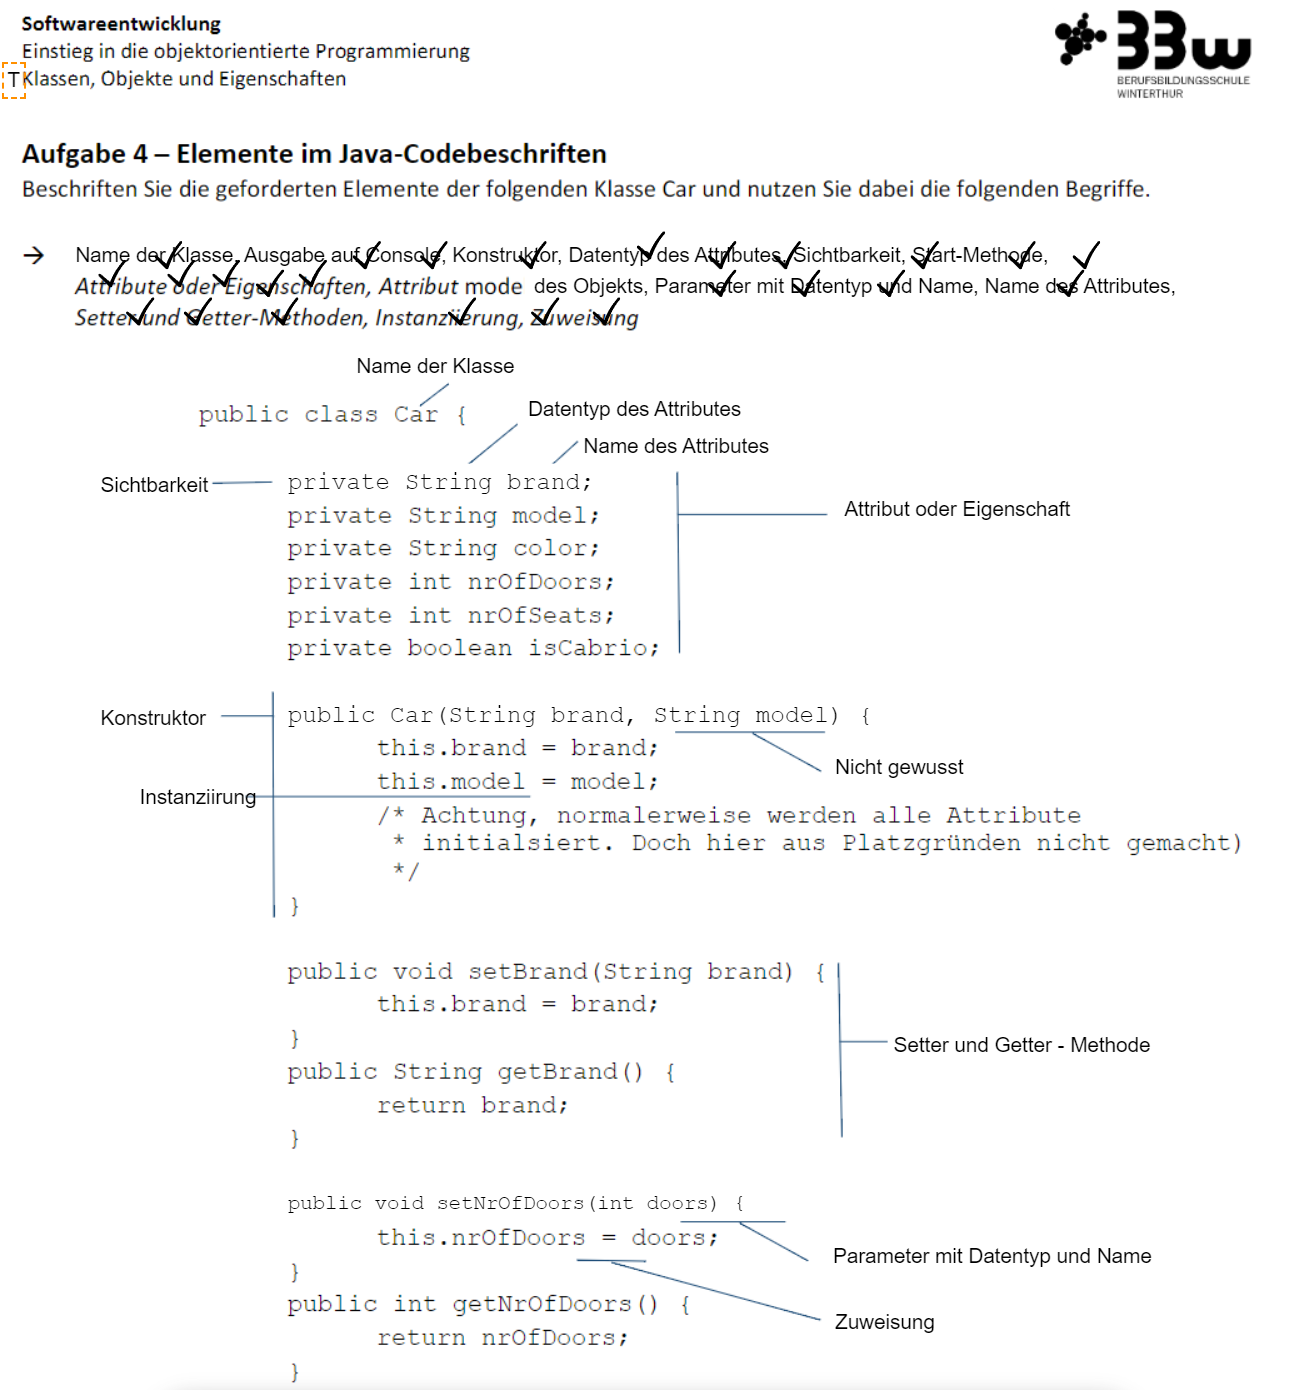 Softwareentwicklung
Einstieg in die objektorientierte Programmierung
TKlassen, Objekte und Eigenschaften
33w
BERUFSBILDUNGSSCHULE
WINTERTHUR
Aufgabe 4 – Elemente im Java-Codebeschriften
Beschriften Sie die geforderten Elemente der folgenden Klasse Car und nutzen Sie dabei die folgenden Begriffe.
→ Name der Klasse, Ausgabe auf Console, Konstruktor, Datentyp des Attributes, Sichtbarkeit, Start-Methode,
Attribute oder Eigenschaften, Attribut mode des Objekts, Parameter mit Datentyp und Name, Name des Attributes,
Setter und Getter-Methoden, Instanziierung, Zuweisung
Name der Klasse
public class Car {
Datentyp des Attributes
Name des Attributes
Sichtbarkeit
private String brand;
private String model;
Attribut oder Eigenschaft
private String color;
private int nrOfDoors;
private int nrOfSeats;
private boolean isCabrio;
Konstruktor
public Car(String brand, String model) {
this.brand = brand;
Nicht gewusst
this.model = model;
Instanziirung
/* Achtung, normalerweise werden alle Attribute
* initialsiert. Doch hier aus Platzgründen nicht gemacht)
*/
}
public void setBrand(String brand) {
this.brand = brand;
}
Setter und Getter - Methode
public String getBrand() {
return brand;
}
public void setNrOfDoors(int doors) {
this.nrOfDoors = doors;
Parameter mit Datentyp und Name
}
public int getNrOfDoors() {
Zuweisung
return nrOfDoors;
}